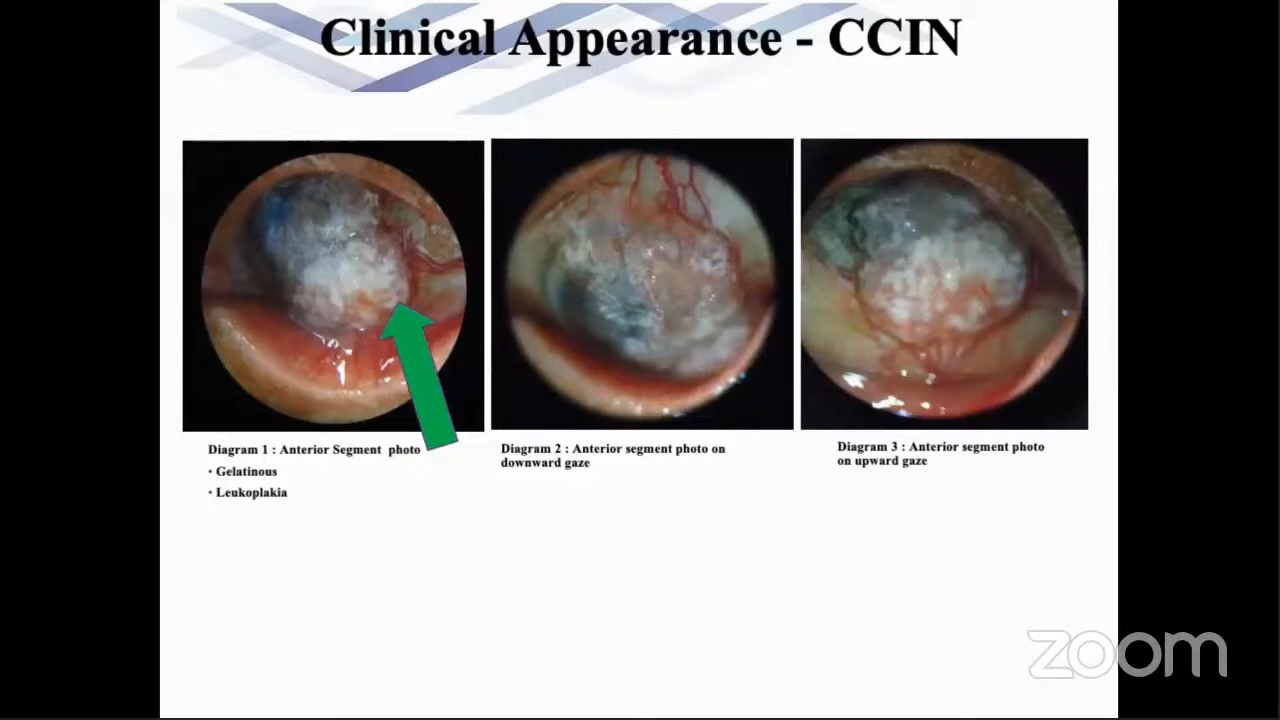 Clinical Appearance - CCIN
Diagram 1 : Anterior Segment photo
• Gelatinous
• Leukoplakia
Diagram 2 : Anterior segment photo on
downward gaze
Diagram 3 : Anterior segment photo
on upward gaze
zoom